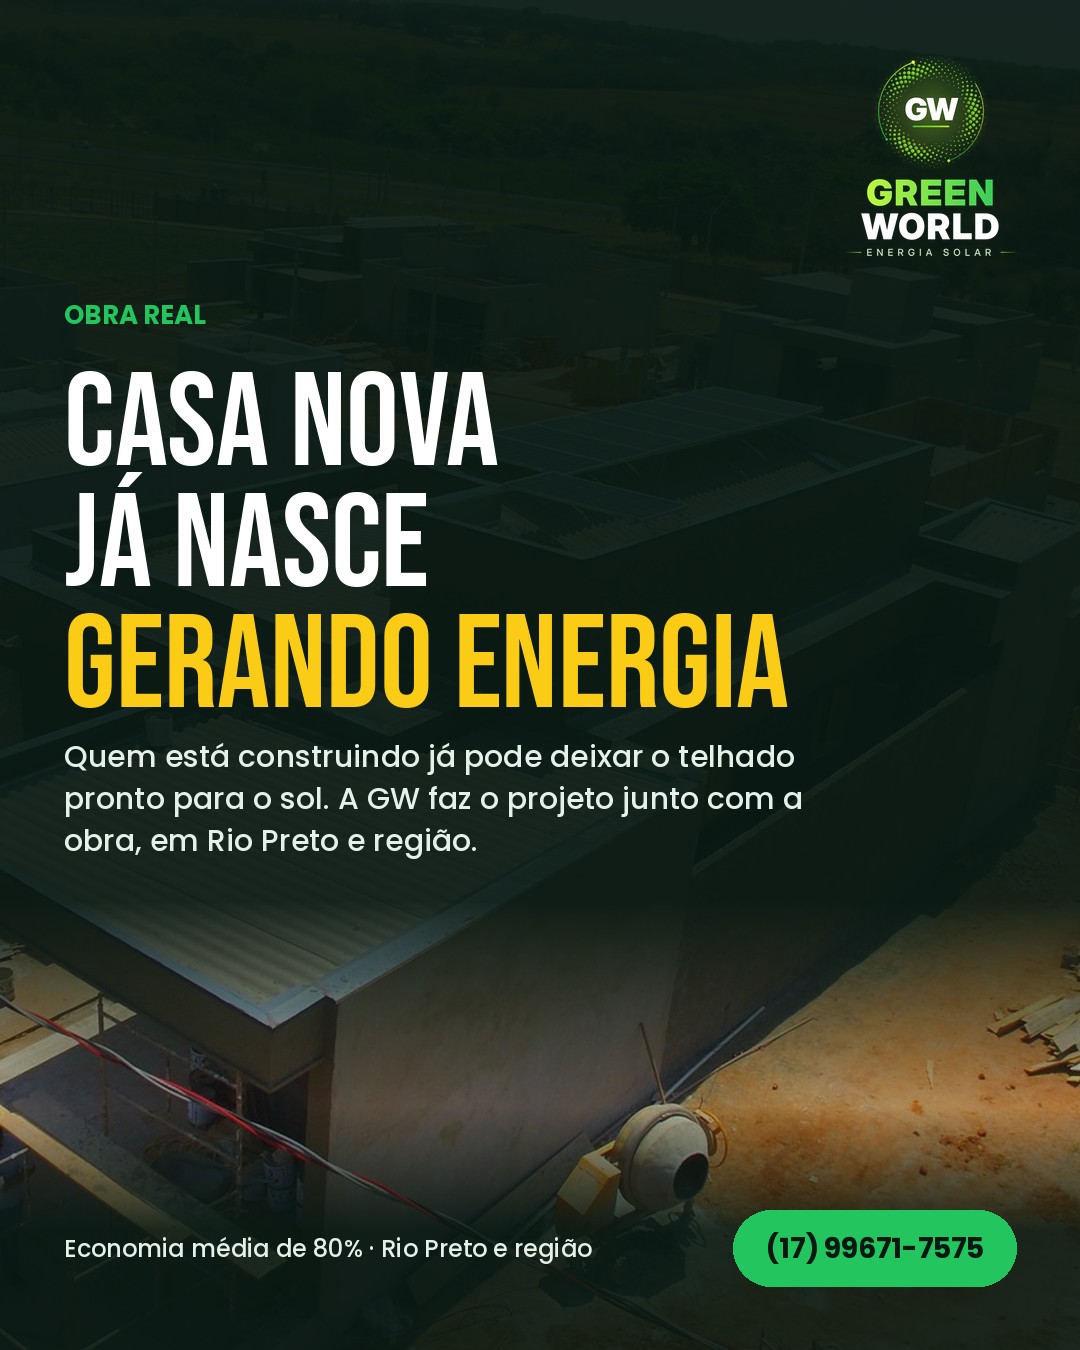 GW
GREEN
WORLD
ENERGIA SOLAR
OBRA REAL
CASA NOVA
JÁ NASCE
GERANDO ENERGIA
Quem está construindo já pode deixar o telhado
pronto para o sol. A GW faz o projeto junto com a
obra, em Rio Preto e região.
Economia média de 80% · Rio Preto e região
(17) 99671-7575